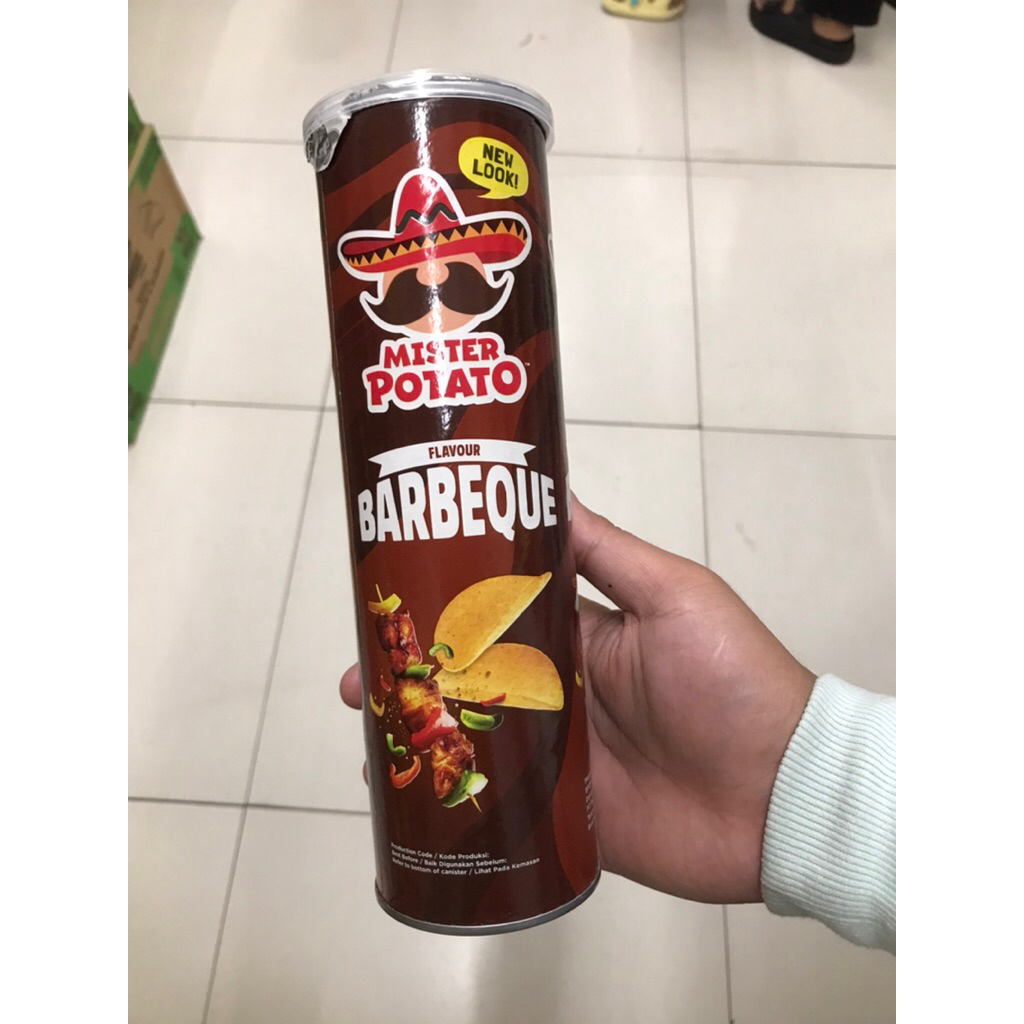 NEW
LOOK!
MISTER
POTATO
FLAVOUR
BARBEQUE
Production Code / Kode Produksi:
Best Before / Baik Digunakan Sebelum:
Refer to bottom of canister / Lihat Pada Kemasan